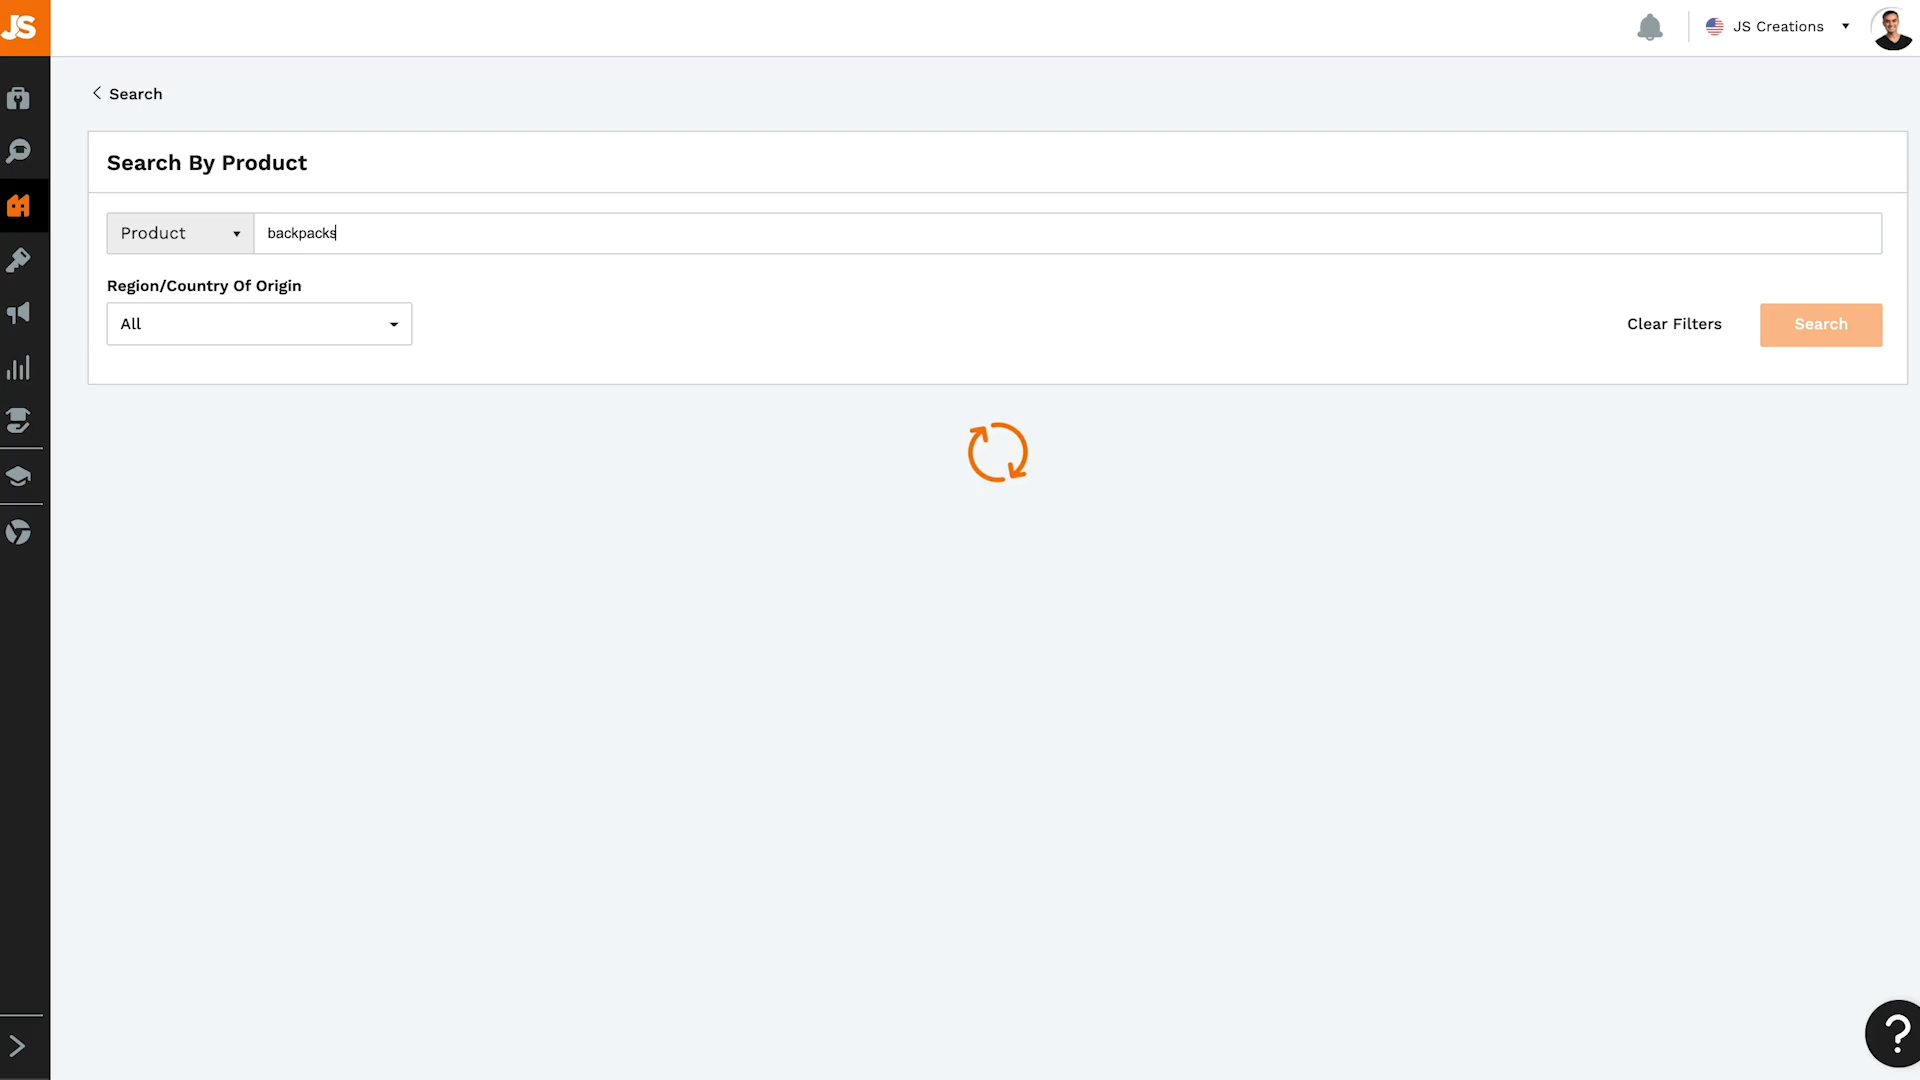 JS
JS Creations
Search
Search By Product
Product
backpacks
Region/Country Of Origin
All
Clear Filters
Search
?